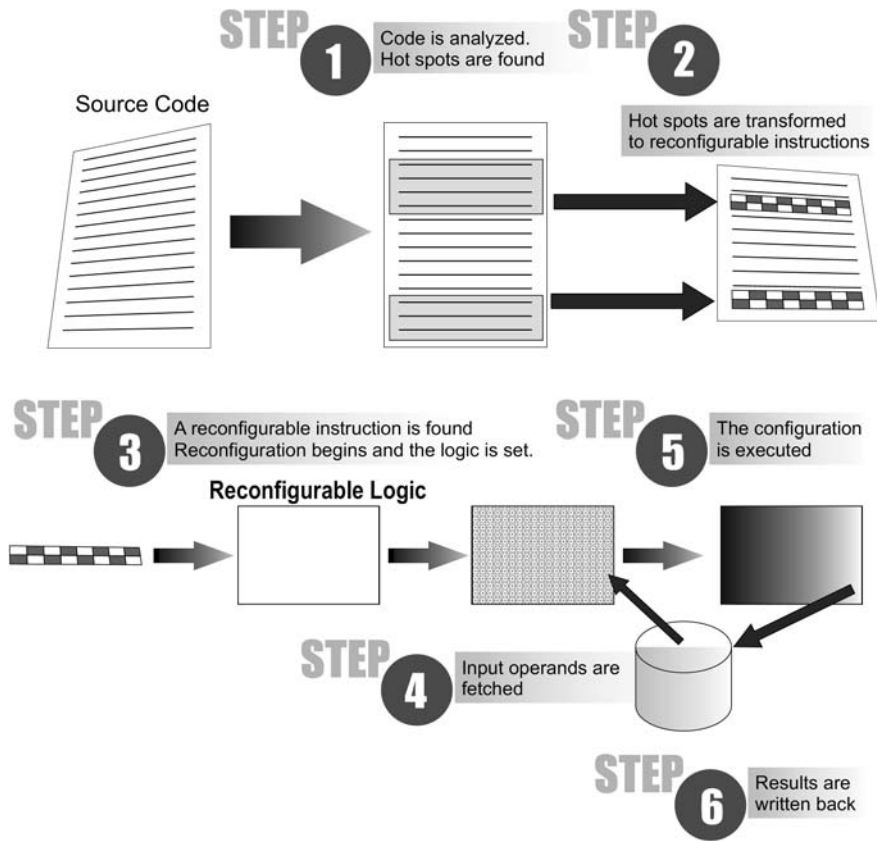 STEP 1
Code is analyzed.
Hot spots are found
STEP 2
Hot spots are transformed
to reconfigurable instructions
Source Code
STEP 3
A reconfigurable instruction is found
Reconfiguration begins and the logic is set.
STEP 5
The configuration
is executed
Reconfigurable Logic
STEP 4
Input operands are
fetched
STEP 6
Results are
written back